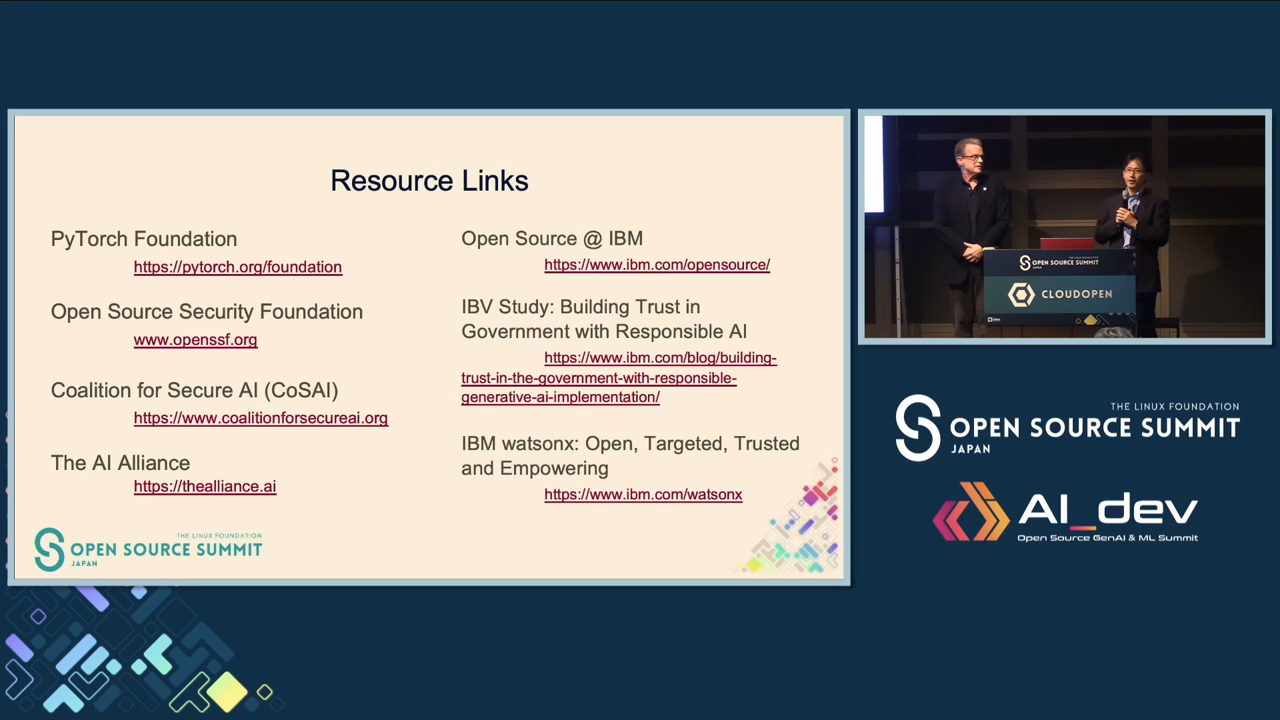 Resource Links
PyTorch Foundation
https://pytorch.org/foundation
Open Source Security Foundation
www.openssf.org
Coalition for Secure AI (CoSAI)
https://www.coalitionforsecureai.org
The AI Alliance
https://thealliance.ai
Open Source @ IBM
https://www.ibm.com/opensource/
IBV Study: Building Trust in
Government with Responsible AI
https://www.ibm.com/blog/building-
trust-in-the-government-with-responsible-
generative-ai-implementation/
IBM watsonx: Open, Targeted, Trusted
and Empowering
https://www.ibm.com/watsonx
THE LINUX FOUNDATION
OPEN SOURCE SUMMIT
JAPAN
OPEN SOURCE SUMMIT
JAPAN
CLOUDOPEN
THE LINUX FOUNDATION
OPEN SOURCE SUMMIT
JAPAN
AI_dev
Open Source GenAI & ML Summit